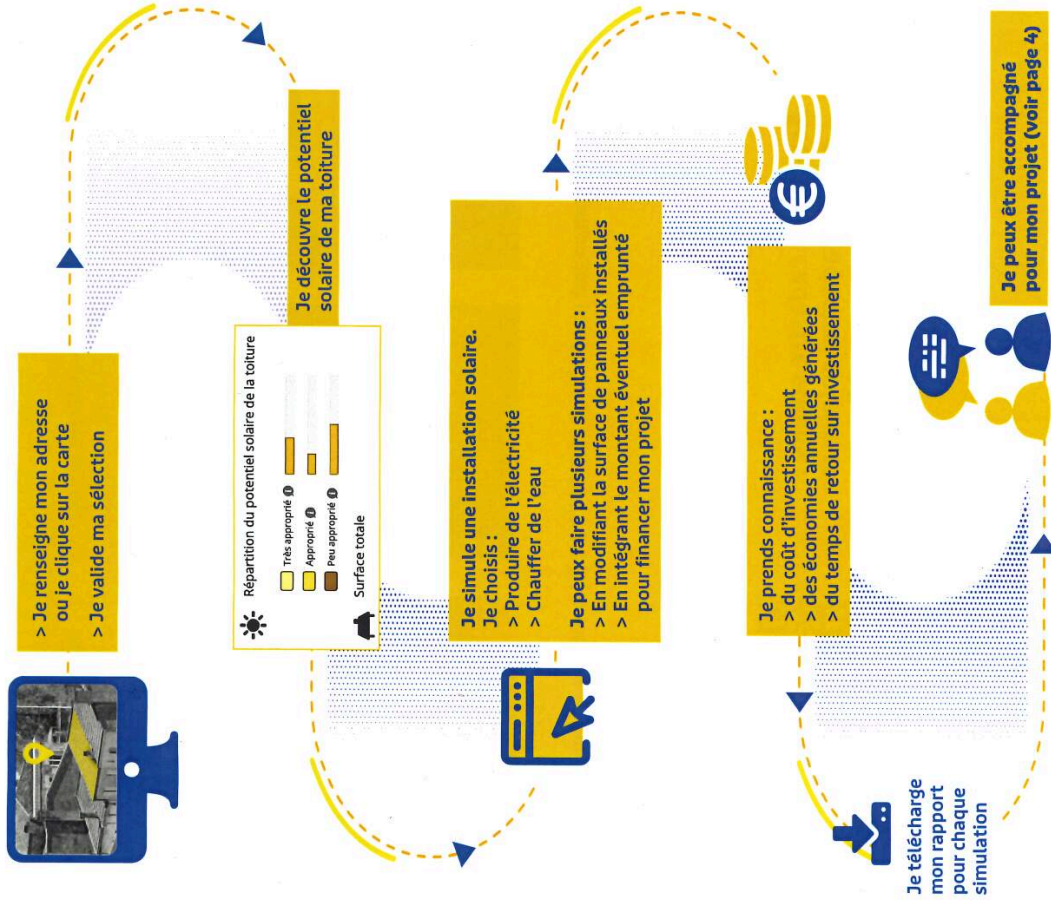 > Je renseigne mon adresse
ou je clique sur la carte
> Je valide ma sélection
Je découvre le potentiel
solaire de ma toiture
Répartition du potentiel solaire de la toiture
Très approprié
Approprié
Peu approprié
Surface totale
Je simule une installation solaire.
Je choisis :
> Produire de l'électricité
> Chauffer de l'eau
Je peux faire plusieurs simulations :
> En modifiant la surface de panneaux installés
> En intégrant le montant éventuel emprunté
pour financer mon projet
€
Je prends connaissance :
> du coût d'investissement
> des économies annuelles générées
> du temps de retour sur investissement
Je télécharge
mon rapport
pour chaque
simulation
Je peux être accompagné
pour mon projet (voir page 4)